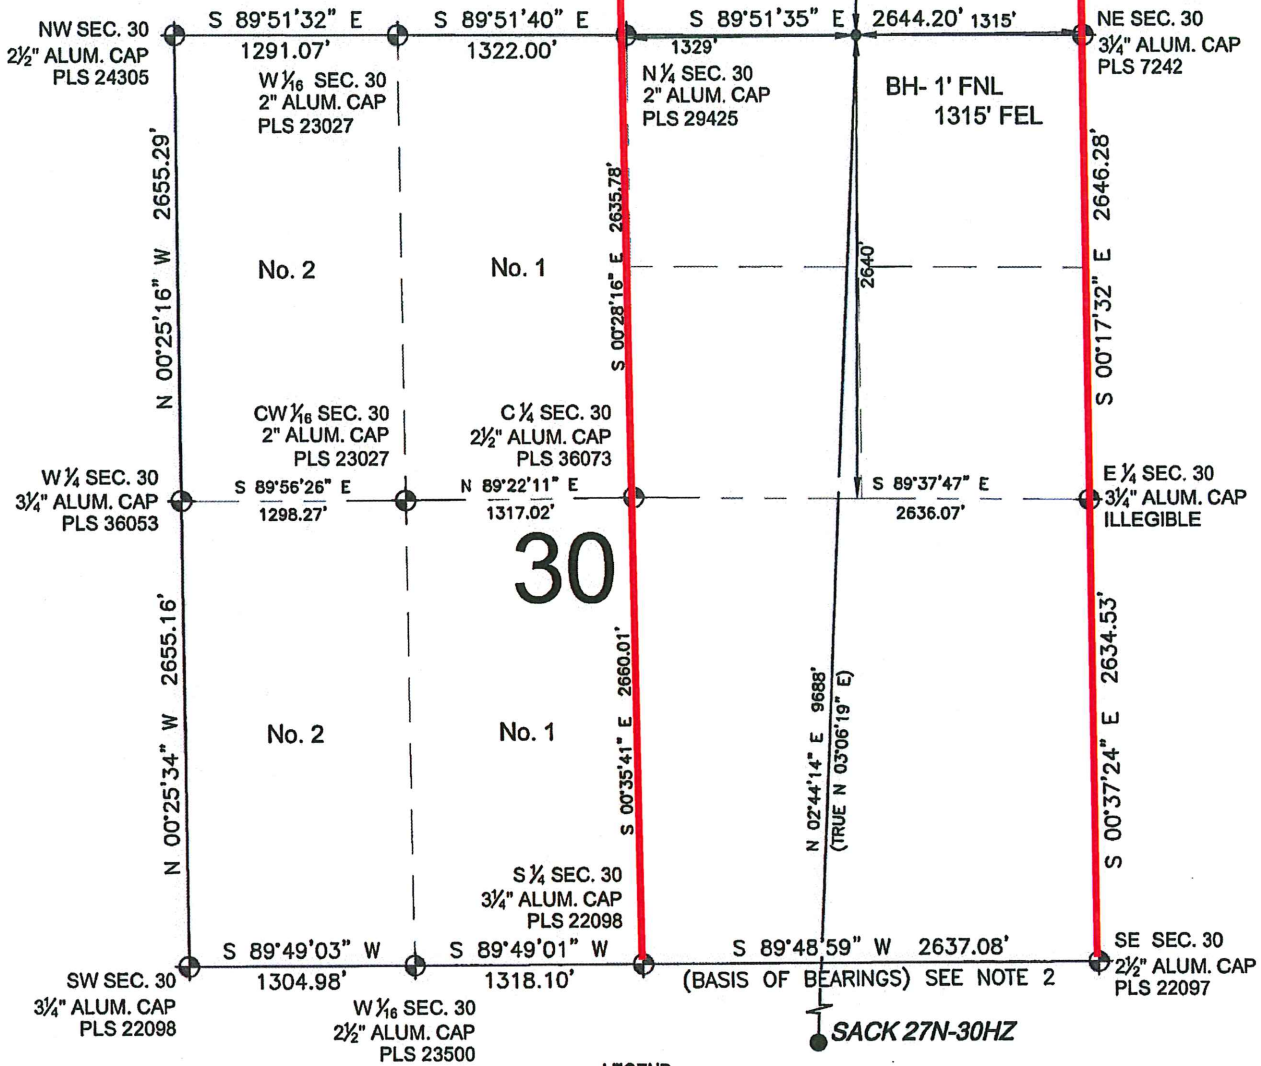 S 89°51'32" E
S 89°51'40" E
S 89°51'35" E
2644.20'
1315'
NW SEC. 30
2½" ALUM. CAP
PLS 24305
1291.07'
1322.00'
1329'
NE SEC. 30
3¼" ALUM. CAP
PLS 7242
W 1⁄16 SEC. 30
2" ALUM. CAP
PLS 23027
N ¼ SEC. 30
2" ALUM. CAP
PLS 29425
BH- 1' FNL
1315' FEL
N 00°25'16" W 2655.29'
S 00°28'16" E 2635.78'
2640'
S 00°17'32" E 2646.28'
No. 2
No. 1
CW 1⁄16 SEC. 30
2" ALUM. CAP
PLS 23027
C ¼ SEC. 30
2½" ALUM. CAP
PLS 36073
W ¼ SEC. 30
3¼" ALUM. CAP
PLS 36053
S 89°56'26" E
1298.27'
N 89°22'11" E
1317.02'
S 89°37'47" E
2636.07'
E ¼ SEC. 30
3¼" ALUM. CAP
ILLEGIBLE
30
N 00°25'34" W 2655.16'
S 00°35'41" E 2660.01'
N 02°44'14" E 9688'
(TRUE N 03°06'19" E)
S 00°37'24" E 2634.53'
No. 2
No. 1
S ¼ SEC. 30
3¼" ALUM. CAP
PLS 22098
S 89°49'03" W
1304.98'
S 89°49'01" W
1318.10'
S 89°48'59" W 2637.08'
(BASIS OF BEARINGS) SEE NOTE 2
SE SEC. 30
2½" ALUM. CAP
PLS 22097
SW SEC. 30
3¼" ALUM. CAP
PLS 22098
W 1⁄16 SEC. 30
2½" ALUM. CAP
PLS 23500
SACK 27N-30HZ